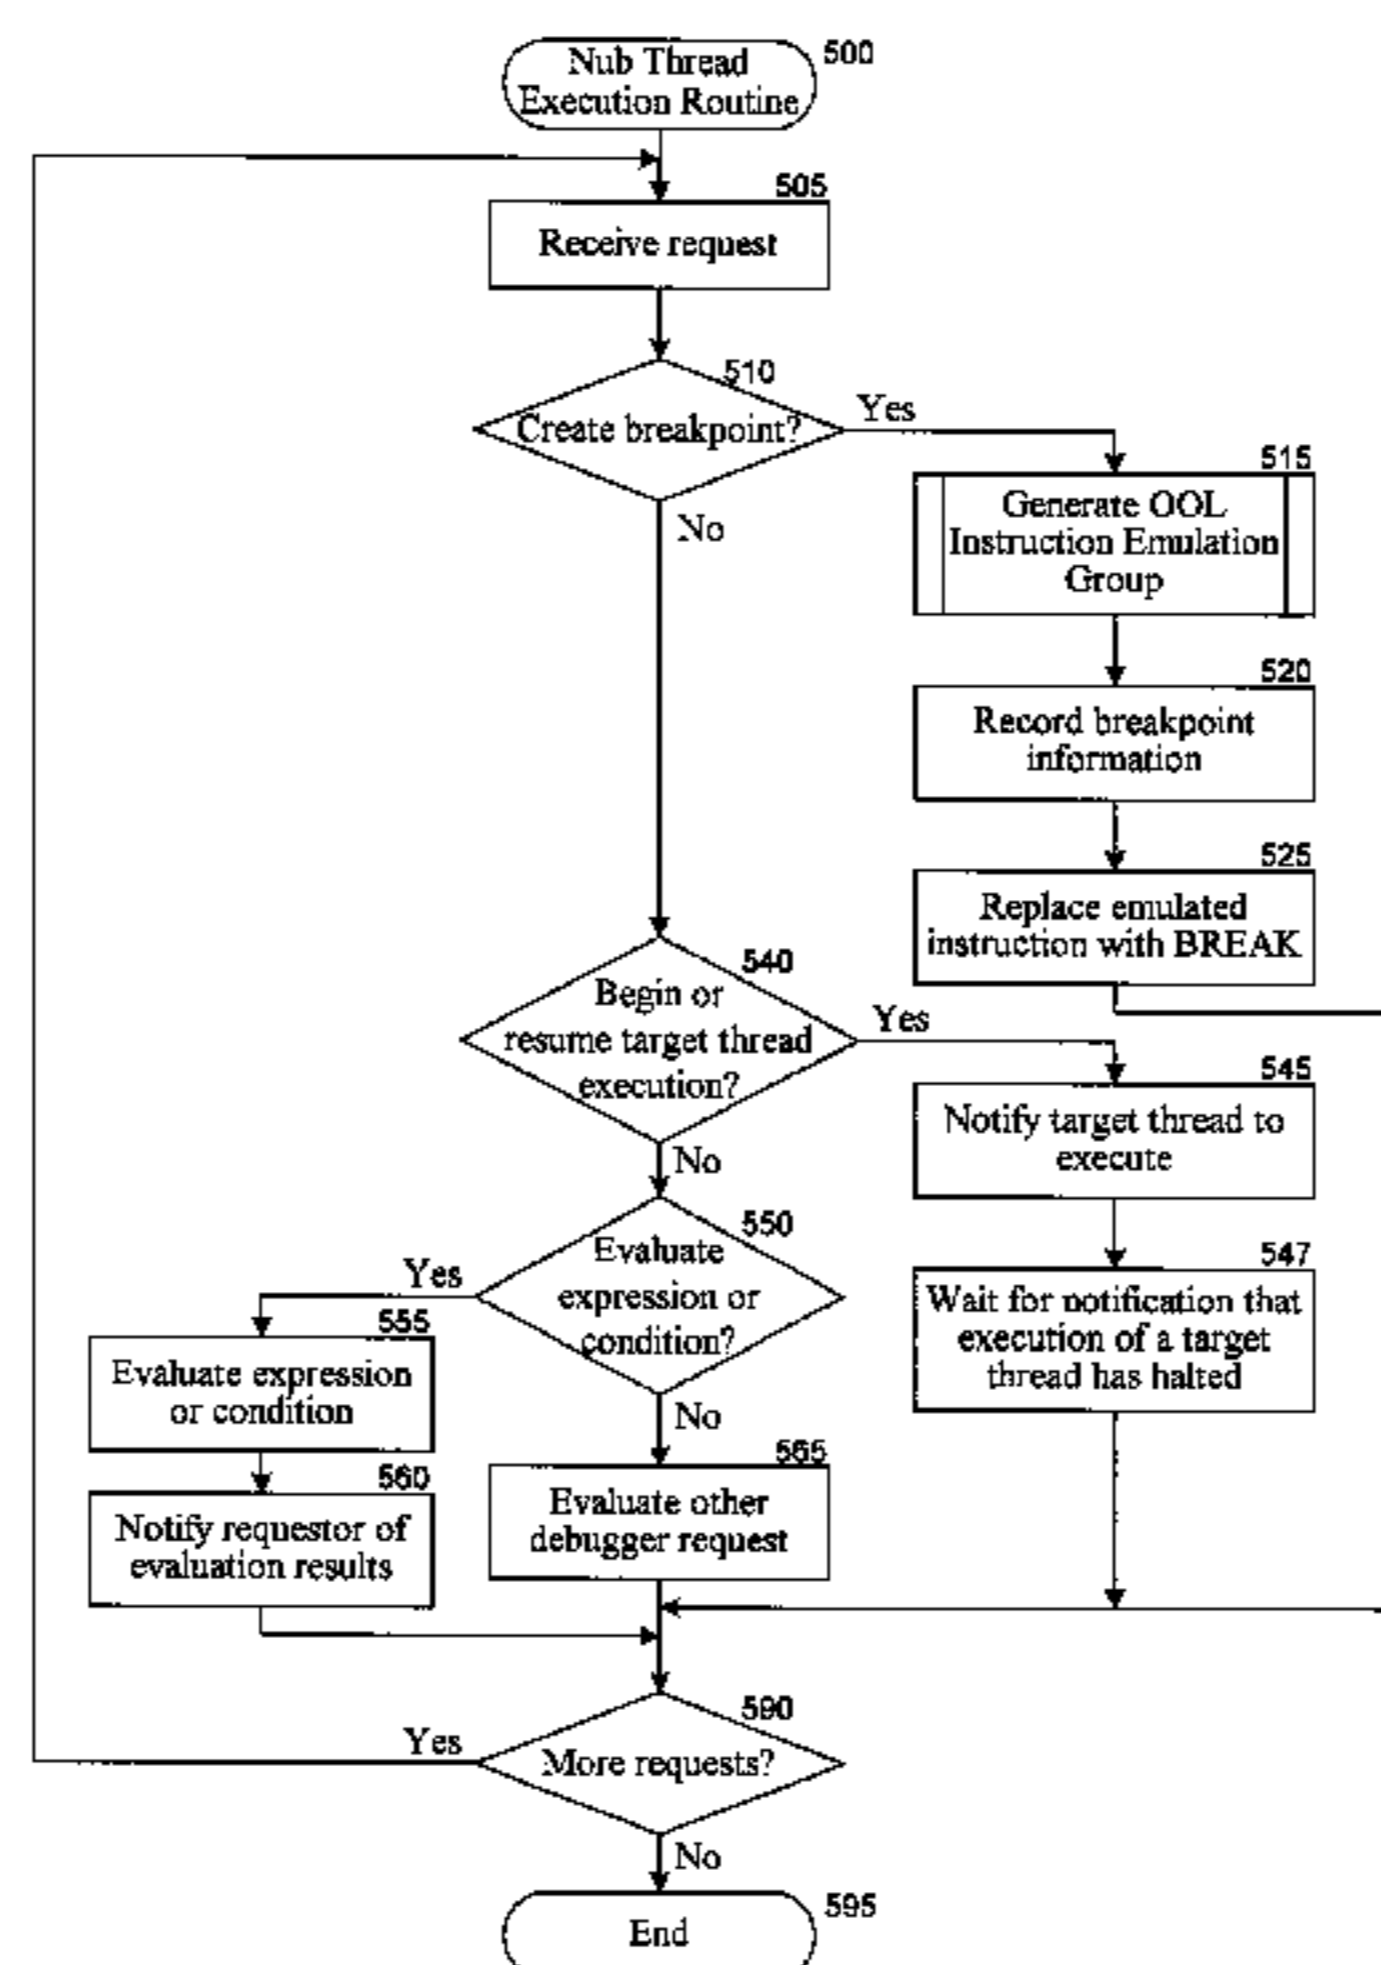 Nub Thread
Execution Routine
500
505
Receive request
510
Create breakpoint?
Yes
No
515
Generate OOL
Instruction Emulation
Group
520
Record breakpoint
information
525
Replace emulated
instruction with BREAK
540
Begin or
resume target thread
execution?
Yes
No
545
Notify target thread to
execute
547
Wait for notification that
execution of a target
thread has halted
550
Evaluate
expression or
condition?
Yes
No
555
Evaluate expression
or condition
560
Notify requestor of
evaluation results
565
Evaluate other
debugger request
590
More requests?
Yes
No
595
End